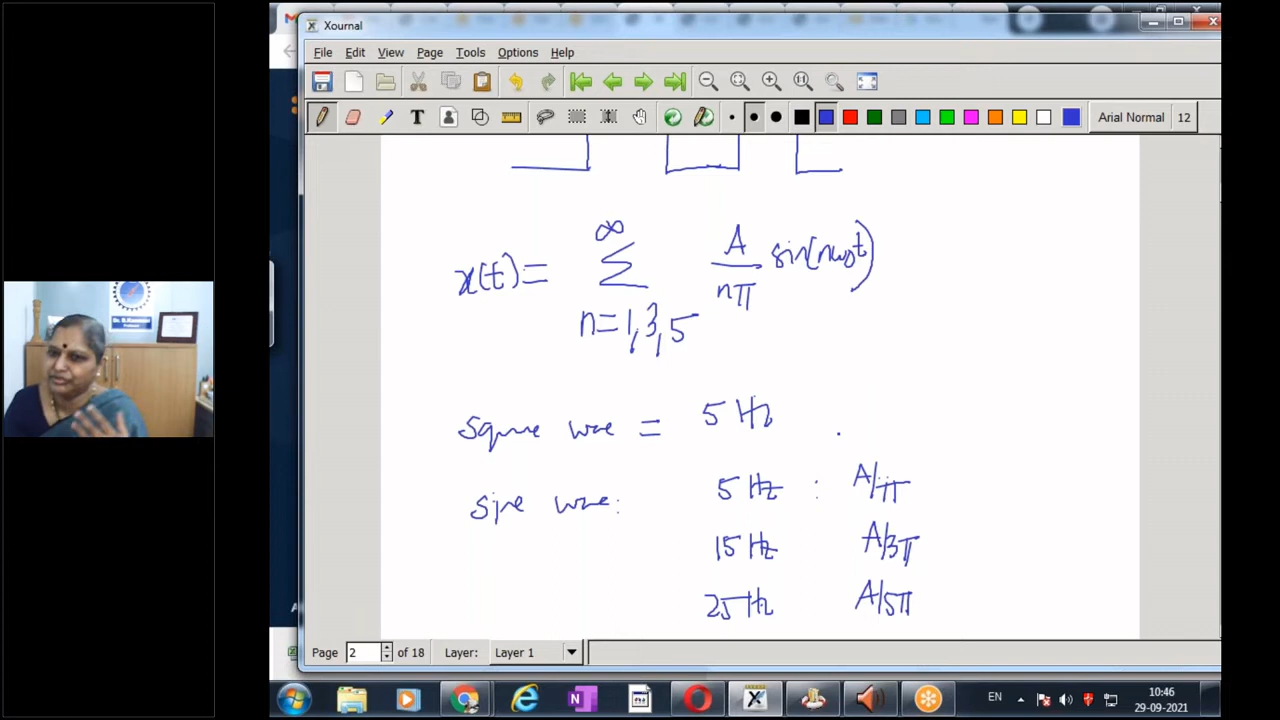 Xournal
File Edit View Page Tools Options Help
Arial Normal 12
x(t) = ∞ Σ n=1,3,5 A/nπ sin(nω₀t)
square wave = 5 Hz
sine wave: 5 Hz : A/π
15 Hz A/3π
25 Hz A/5π
Page 2 of 18 Layer: Layer 1
EN 10:46
29-09-2021